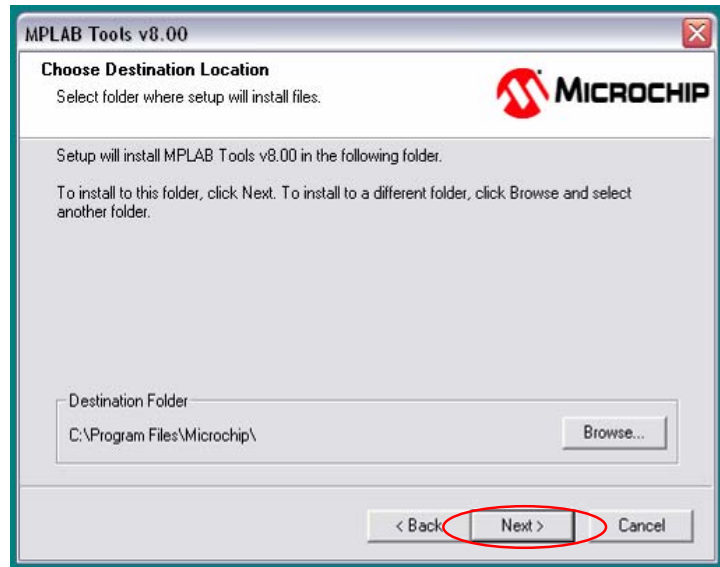 MPLAB Tools v8.00
Choose Destination Location
Select folder where setup will install files.
MICROCHIP
Setup will install MPLAB Tools v8.00 in the following folder.
To install to this folder, click Next. To install to a different folder, click Browse and select
another folder.
Destination Folder
C:\Program Files\Microchip\
Browse...
< Back
Next >
Cancel